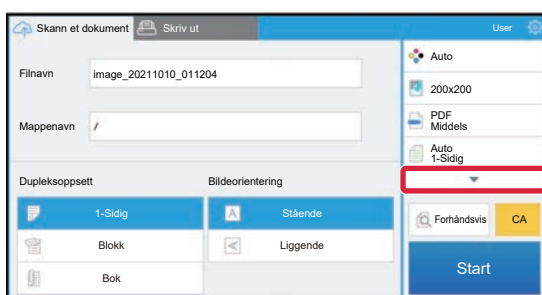 Skann et dokument
Skriv ut
User
Filnavn
image_20211010_011204
Mappenavn
/
Dupleksoppsett
Bildeorientering
1-Sidig
A
Stående
Blokk
Liggende
Bok
Auto
200x200
PDF
Middels
Auto
1-Sidig
Forhåndsvis
CA
Start